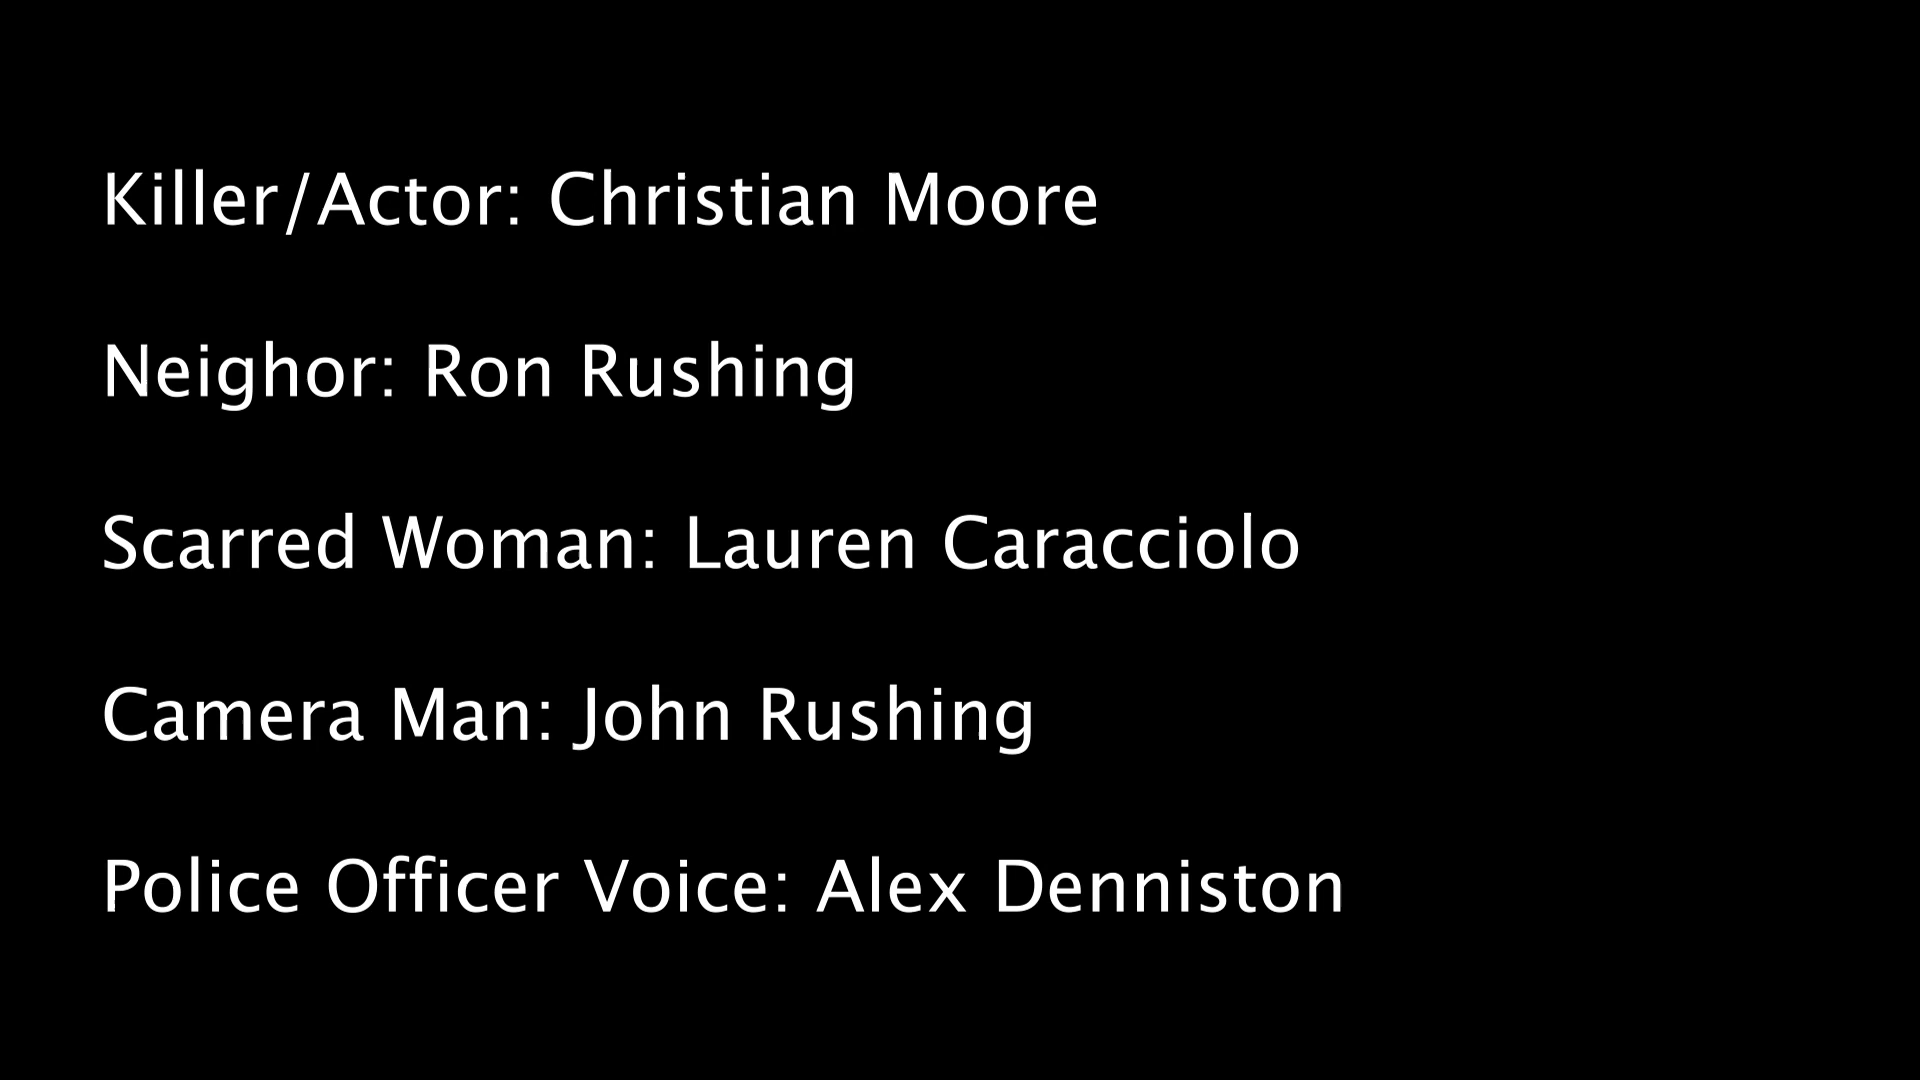 Killer/Actor: Christian Moore
Neighor: Ron Rushing
Scarred Woman: Lauren Caracciolo
Camera Man: John Rushing
Police Officer Voice: Alex Denniston